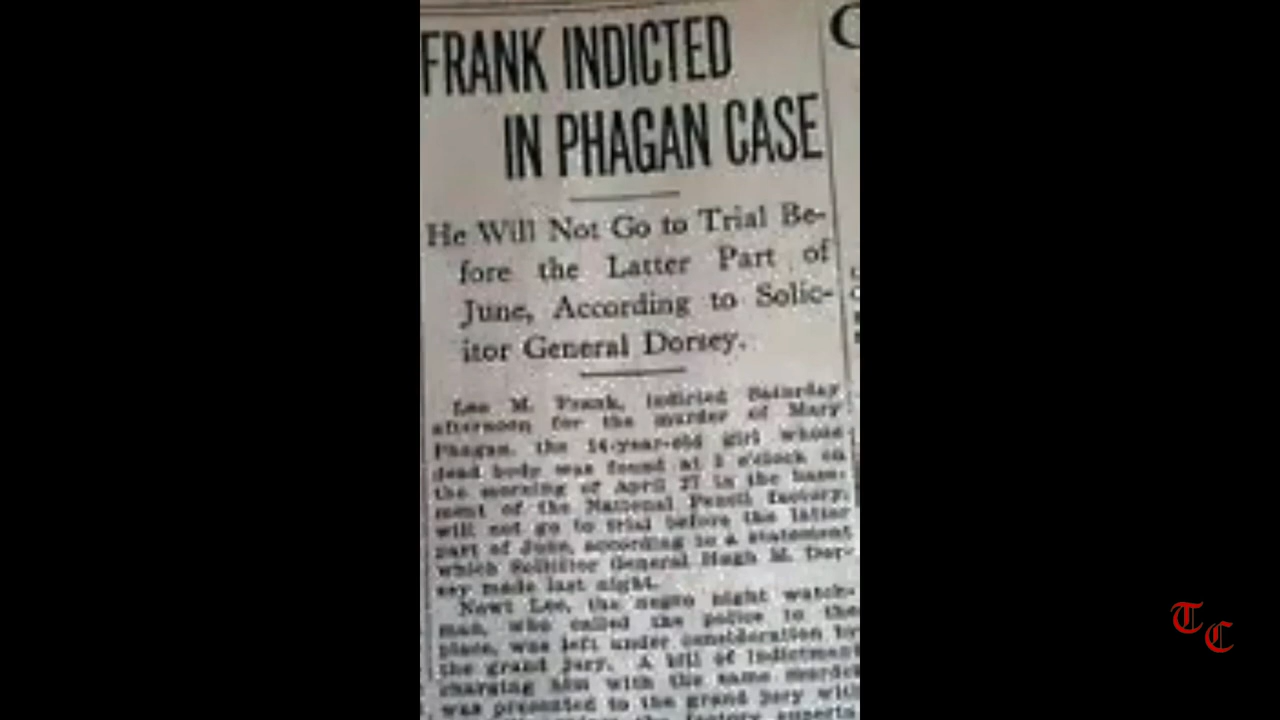 FRANK INDICTED
IN PHAGAN CASE
He Will Not Go to Trial Be-
fore the Latter Part of
June, According to Solic-
itor General Dorsey.
Leo M. Frank, indicted Saturday
afternoon for the murder of Mary
Phagan, the 14-year-old girl whose
dead body was found at 3 o'clock on
the morning of April 27 in the base-
ment of the National Pencil factory,
will not go to trial before the latter
part of June, according to a statement
which Solicitor General Hugh M. Dor-
sey made last night.
Newt Lee, the negro night watch-
man, who called the police to the
place, was left under consideration by
the grand jury. A bill of indictment
charging him with the same murder
was presented to the grand jury with
the factory
C
TC